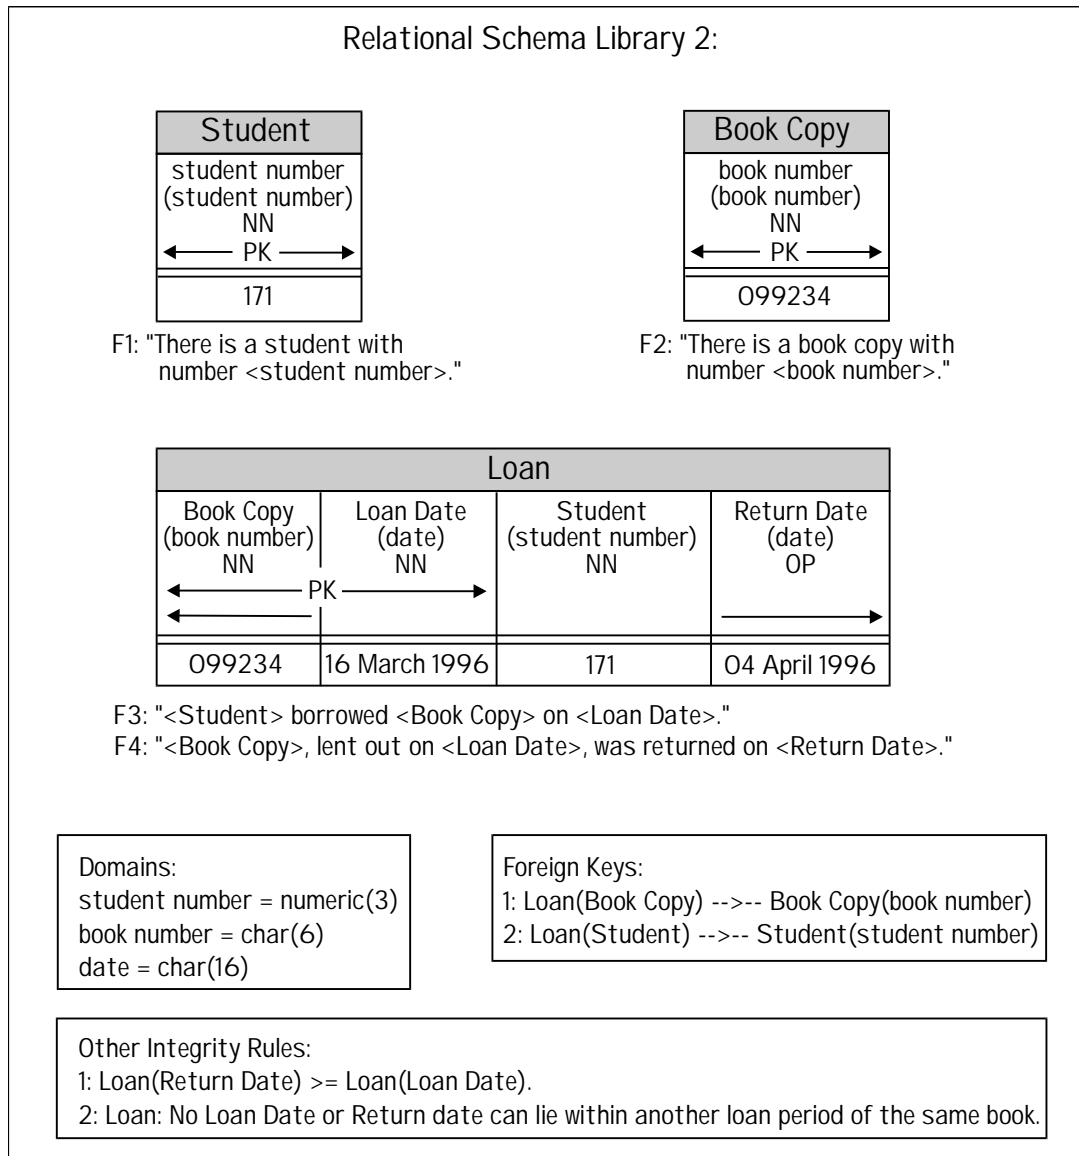 Relational Schema Library 2:
Student
student number
(student number)
NN
PK
171
F1: "There is a student with
number <student number>."
Book Copy
book number
(book number)
NN
PK
099234
F2: "There is a book copy with
number <book number>."
Loan
Book Copy
(book number)
NN
Loan Date
(date)
NN
Student
(student number)
NN
Return Date
(date)
OP
PK
099234
16 March 1996
171
04 April 1996
F3: "<Student> borrowed <Book Copy> on <Loan Date>."
F4: "<Book Copy>, lent out on <Loan Date>, was returned on <Return Date>."
Domains:
student number = numeric(3)
book number = char(6)
date = char(16)
Foreign Keys:
1: Loan(Book Copy) -->-- Book Copy(book number)
2: Loan(Student) -->-- Student(student number)
Other Integrity Rules:
1: Loan(Return Date) >= Loan(Loan Date).
2: Loan: No Loan Date or Return date can lie within another loan period of the same book.